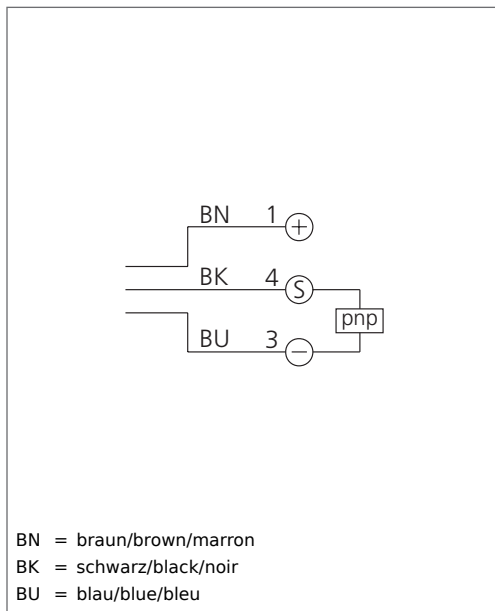 BN 1 +
BK 4 S
pnp
BU 3 −
BN = braun/brown/marron
BK = schwarz/black/noir
BU = blau/blue/bleu